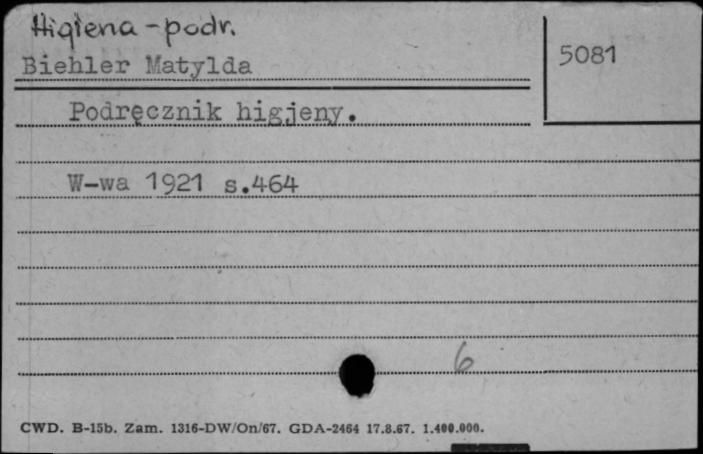 Higiena - podr.
5081
Biehler Matylda
Podręcznik higjeny.
W-wa 1921 s.464
6
CWD. B-15b. Zam. 1316-DW/On/67. GDA-2464 17.8.67. 1.400.000.